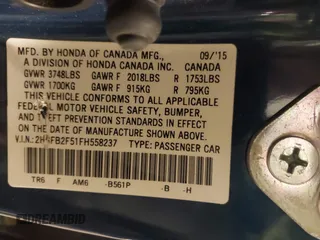 MFD. BY HONDA OF CANADA MFG., 09/'15
A DIVISION OF HONDA CANADA INC. CANADA
GVWR 3748LBS GAWR F 2018LBS R 1753LBS
GVWR 1700KG GAWR F 915KG R 795KG
THIS VEHICLE CONFORMS TO ALL APPLICABLE
FEDERAL MOTOR VEHICLE SAFETY, BUMPER,
AND THEFT PREVENTION STANDARDS IN
EFFECT ON THE DATE OF MANUFACTURE
SHOWN ABOVE.
V.I.N.: FB2F51FH558237 TYPE: PASSENGER CAR
TR6 F AM6 -B561P -B -H
DREAMBID